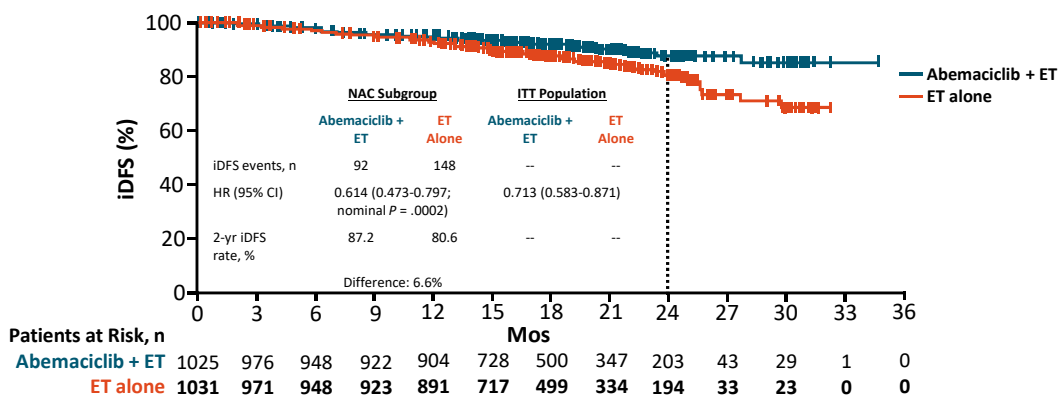 100
80
60
40
20
0
iDFS (%)
Abemaciclib + ET
ET alone
NAC Subgroup ITT Population
Abemaciclib + ET Abemaciclib + ET
ET Alone ET Alone
iDFS events, n 92 148 -- --
HR (95% CI) 0.614 (0.473-0.797; 0.713 (0.583-0.871)
nominal P = .0002)
2-yr iDFS 87.2 80.6 -- --
rate, %
Difference: 6.6%
0 3 6 9 12 15 18 21 24 27 30 33 36
Mos
Patients at Risk, n
Abemaciclib + ET 1025 976 948 922 904 728 500 347 203 43 29 1 0
ET alone 1031 971 948 923 891 717 499 334 194 33 23 0 0